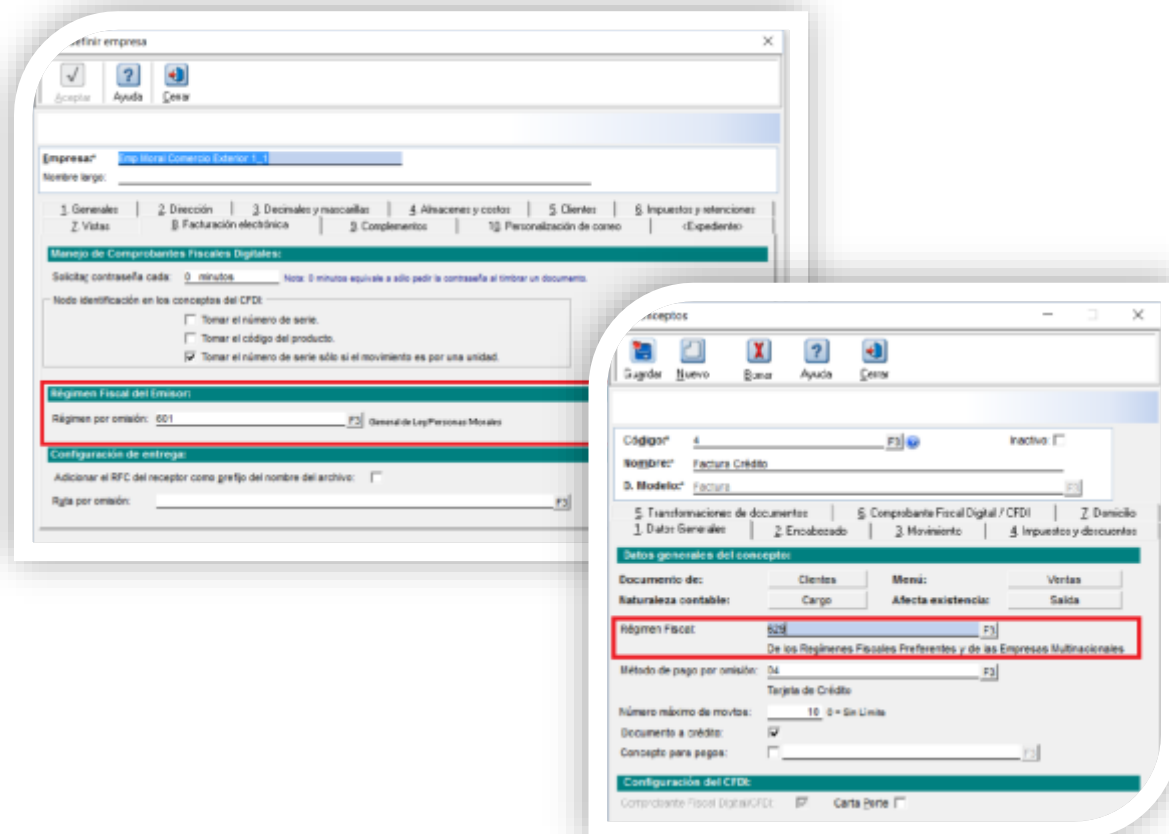 efinir empresa
Aceptar Ayuda Cerrar
Empresa:* Emp Moral Comercio Exterior 1_1
Nombre largo:
1. Generales 2. Dirección 3. Decimales y mascarillas 4. Almacenes y costos 5. Clientes 6. Impuestos y retenciones
7. Vistas 8. Facturación electrónica 9. Complementos 10. Personalización de correo <Expediente>
Manejo de Comprobantes Fiscales Digitales:
Solicitar contraseña cada: 0 minutos Nota: 0 minutos equivale a sólo pedir la contraseña al timbrar un documento.
Nodo identificación en los conceptos del CFDI:
Tomar el número de serie.
Tomar el código del producto.
Tomar el número de serie sólo si el movimiento es por una unidad.
Régimen Fiscal del Emisor:
Régimen por omisión: 601 F3 General de Ley Personas Morales
Configuración de entrega:
Adicionar el RFC del receptor como prefijo del nombre del archivo:
Ruta por omisión: F3
onceptos
Guardar Nuevo Borrar Ayuda Cerrar
Código:* 4 F3 Inactivo:
Nombre:* Factura Crédito
D. Modelo:* Factura F3
5. Transformaciones de documentos 6. Comprobante Fiscal Digital / CFDI 7. Domicilio
1. Datos Generales 2. Encabezado 3. Movimiento 4. Impuestos y descuentos
Datos generales del concepto:
Documento de: Clientes Menú: Ventas
Naturaleza contable: Cargo Afecta existencia: Salida
Régimen Fiscal: 629 F3
De los Regímenes Fiscales Preferentes y de las Empresas Multinacionales
Método de pago por omisión: 04 F3
Tarjeta de Crédito
Número máximo de movtos: 10 0 = Sin Límite
Documento a crédito:
Concepto para pagos: F3
Configuración del CFDI:
Comprobante Fiscal Digital/CFDI: Carta Porte